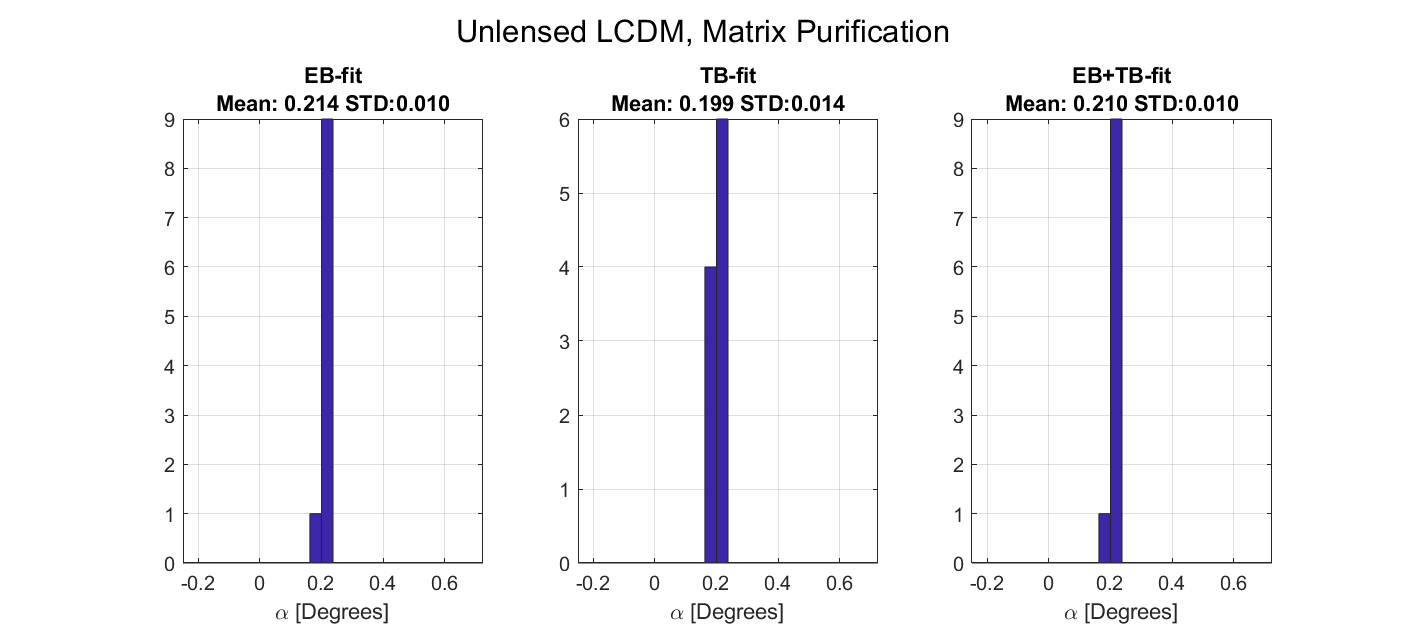 Unlensed LCDM, Matrix Purification
EB-fit
Mean: 0.214 STD:0.010
9
8
7
6
5
4
3
2
1
0
-0.2 0 0.2 0.4 0.6
α [Degrees]
TB-fit
Mean: 0.199 STD:0.014
6
5
4
3
2
1
0
-0.2 0 0.2 0.4 0.6
α [Degrees]
EB+TB-fit
Mean: 0.210 STD:0.010
9
8
7
6
5
4
3
2
1
0
-0.2 0 0.2 0.4 0.6
α [Degrees]